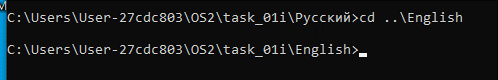 C:\Users\User-27cdc803\OS2\task_01i\Русский>cd ..\English
C:\Users\User-27cdc803\OS2\task_01i\English>